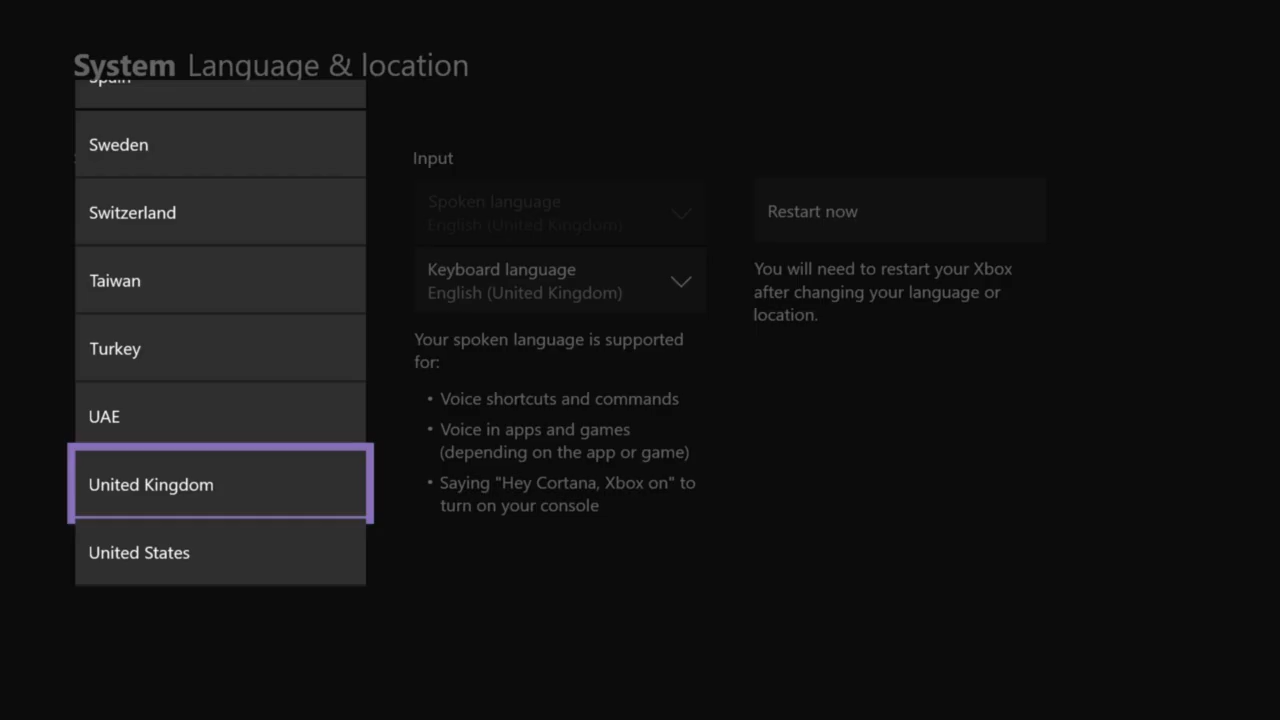 System Language & location
Spain
Sweden
Switzerland
Taiwan
Turkey
UAE
United Kingdom
United States
Input
Spoken language
English (United Kingdom)
Keyboard language
English (United Kingdom)
Your spoken language is supported
for:
• Voice shortcuts and commands
• Voice in apps and games
(depending on the app or game)
• Saying "Hey Cortana, Xbox on" to
turn on your console
Restart now
You will need to restart your Xbox
after changing your language or
location.